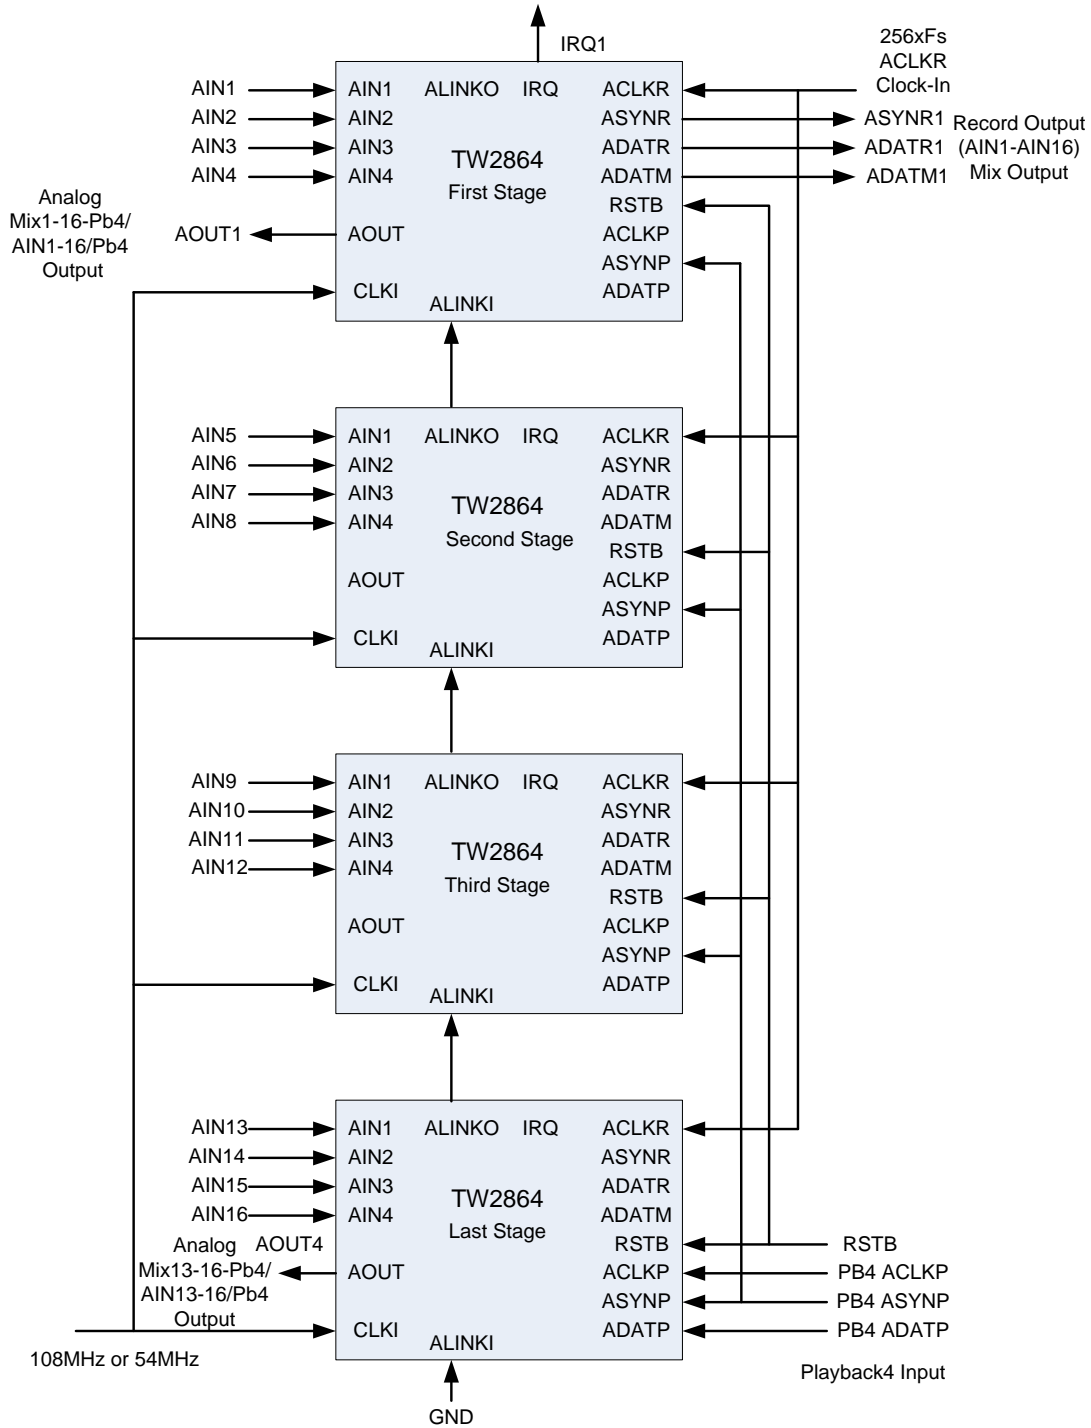 IRQ1
256xFs
ACLKR
Clock-In
AIN1 AIN1 ALINKO IRQ ACLKR
AIN2 AIN2 ASYNR ASYNR1
AIN3 AIN3 ADATR ADATR1
AIN4 AIN4 ADATM ADATM1
Record Output
(AIN1-AIN16)
Mix Output
TW2864
First Stage
RSTB
Analog
Mix1-16-Pb4/
AIN1-16/Pb4
Output
AOUT1 AOUT ACLKP
ASYNP
CLKI ADATP
ALINKI
AIN5 AIN1 ALINKO IRQ ACLKR
AIN6 AIN2 ASYNR
AIN7 AIN3 ADATR
AIN8 AIN4 ADATM
TW2864
Second Stage
RSTB
AOUT ACLKP
ASYNP
CLKI ADATP
ALINKI
AIN9 AIN1 ALINKO IRQ ACLKR
AIN10 AIN2 ASYNR
AIN11 AIN3 ADATR
AIN12 AIN4 ADATM
TW2864
Third Stage
RSTB
AOUT ACLKP
ASYNP
CLKI ADATP
ALINKI
AIN13 AIN1 ALINKO IRQ ACLKR
AIN14 AIN2 ASYNR
AIN15 AIN3 ADATR
AIN16 AIN4 ADATM
TW2864
Last Stage
RSTB RSTB
Analog
Mix13-16-Pb4/
AIN13-16/Pb4
Output
AOUT4 AOUT ACLKP PB4 ACLKP
ASYNP PB4 ASYNP
CLKI ADATP PB4 ADATP
ALINKI
108MHz or 54MHz
Playback4 Input
GND